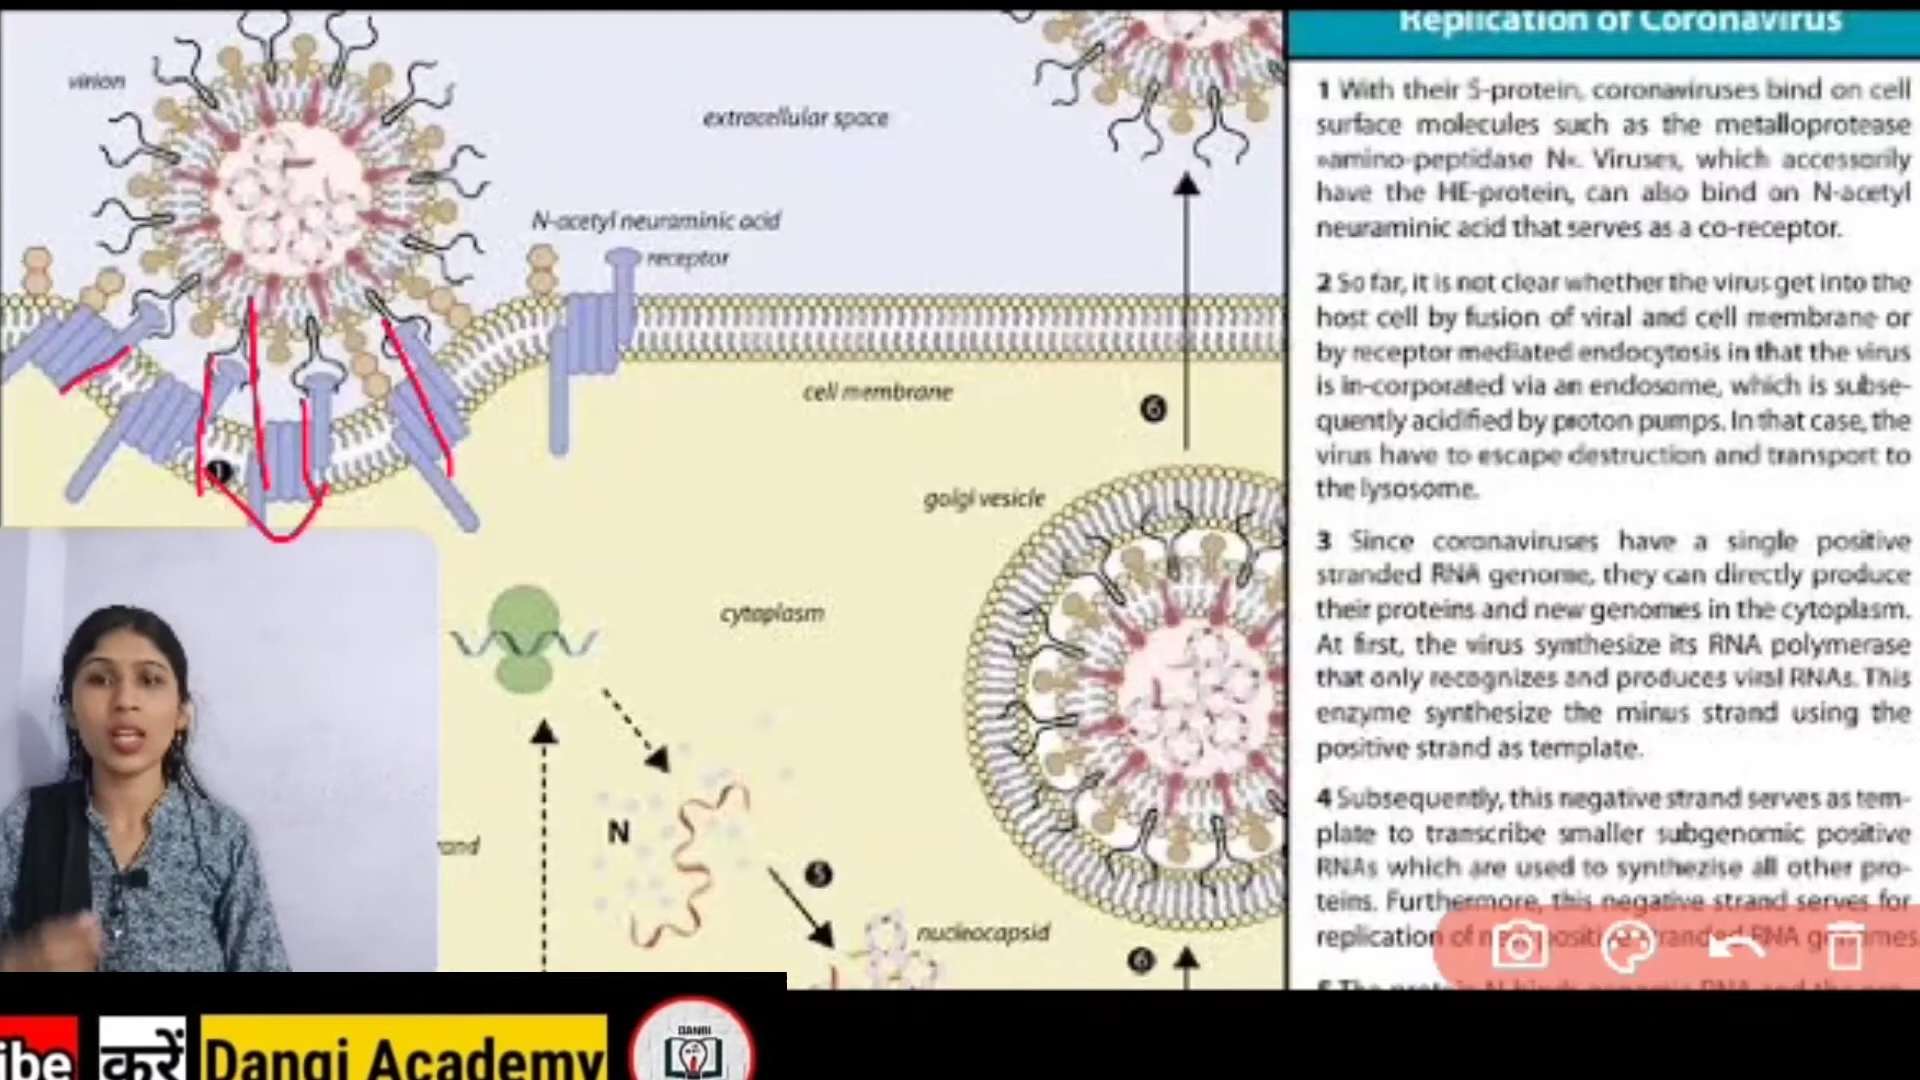 Replication of Coronavirus
virion
extracellular space
N-acetyl neuraminic acid
receptor
cell membrane
golgi vesicle
cytoplasm
nucleocapsid
N
1
5
6
6
1 With their S-protein, coronaviruses bind on cell
surface molecules such as the metalloprotease
»amino-peptidase N«. Viruses, which accessorily
have the HE-protein, can also bind on N-acetyl
neuraminic acid that serves as a co-receptor.
2 So far, it is not clear whether the virus get into the
host cell by fusion of viral and cell membrane or
by receptor mediated endocytosis in that the virus
is in-corporated via an endosome, which is subse-
quently acidified by proton pumps. In that case, the
virus have to escape destruction and transport to
the lysosome.
3 Since coronaviruses have a single positive
stranded RNA genome, they can directly produce
their proteins and new genomes in the cytoplasm.
At first, the virus synthesize its RNA polymerase
that only recognizes and produces viral RNAs. This
enzyme synthesize the minus strand using the
positive strand as template.
4 Subsequently, this negative strand serves as tem-
plate to transcribe smaller subgenomic positive
RNAs which are used to synthezise all other pro-
teins. Furthermore, this negative strand serves for
replication of positive stranded RNA genomes
ibe करें Dangi Academy
DANGI